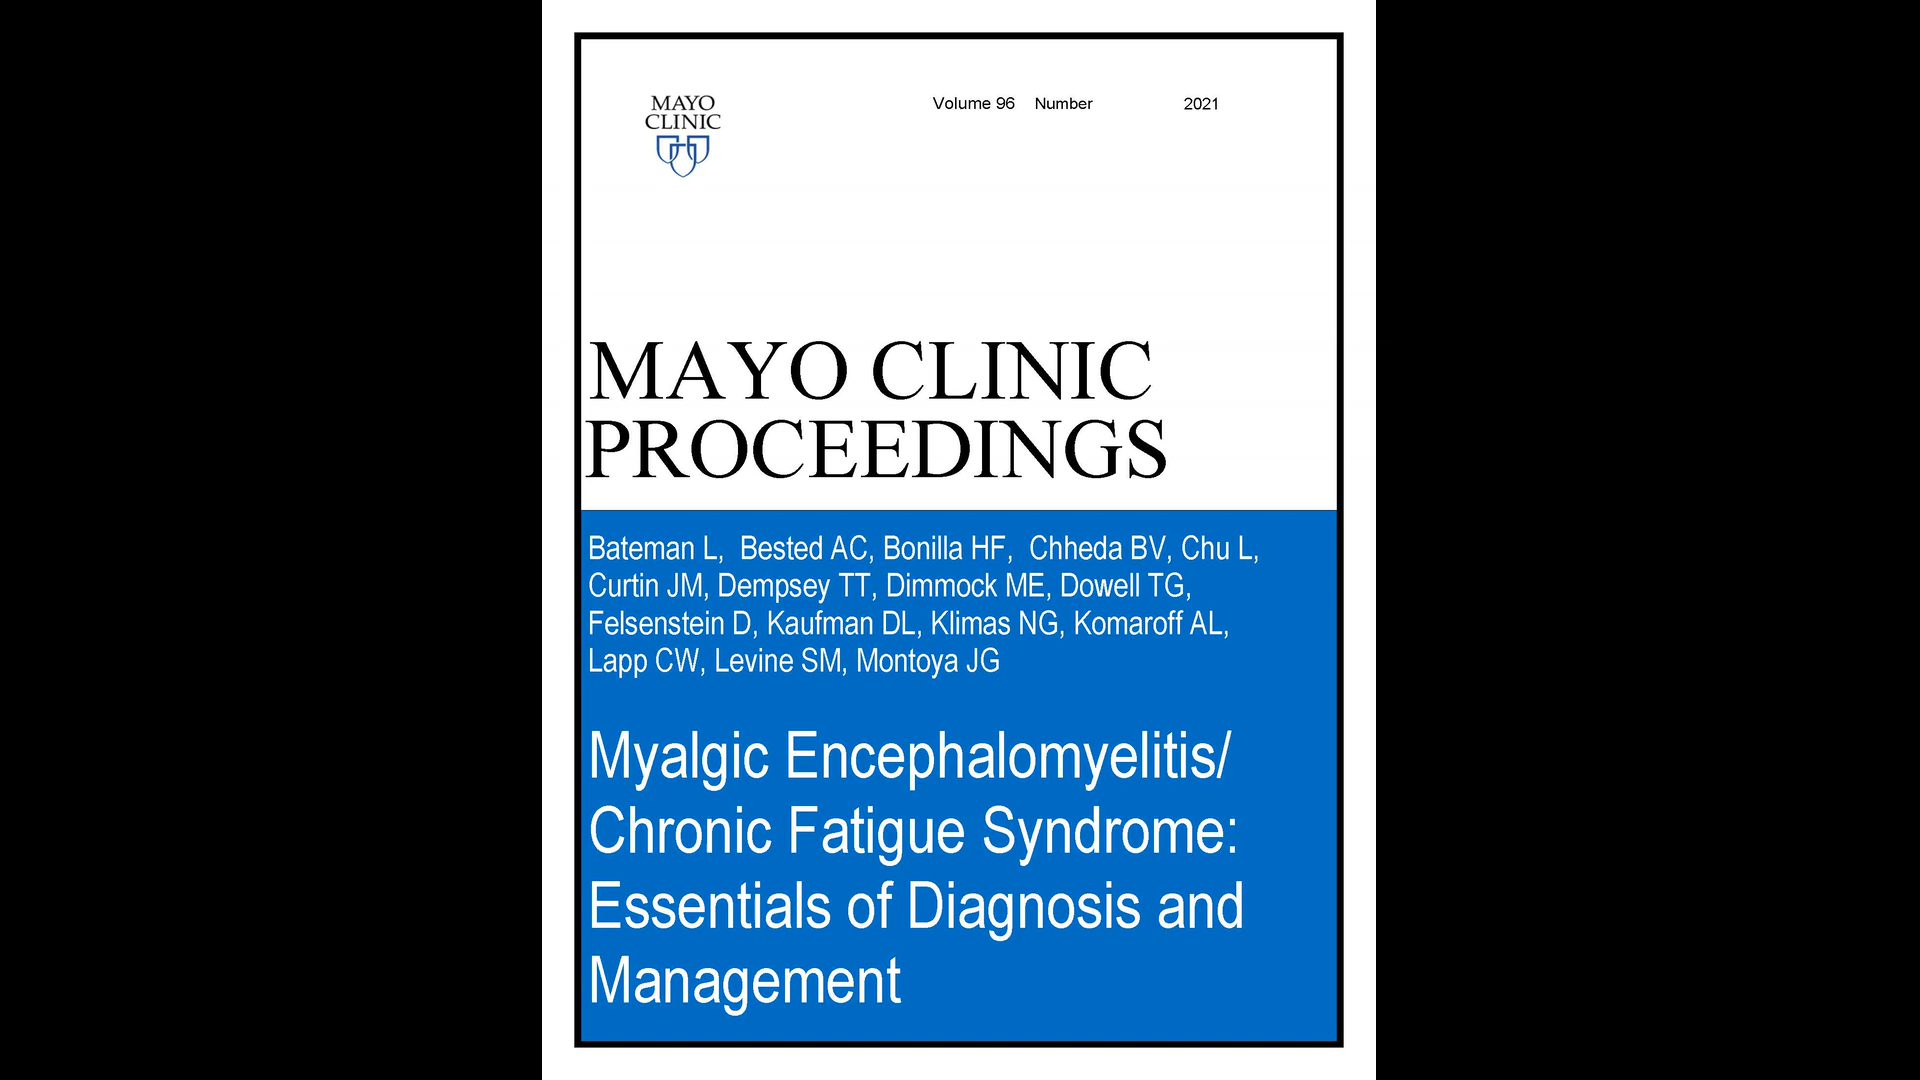 MAYO
CLINIC
Volume 96 Number 2021
MAYO CLINIC
PROCEEDINGS
Bateman L, Bested AC, Bonilla HF, Chheda BV, Chu L,
Curtin JM, Dempsey TT, Dimmock ME, Dowell TG,
Felsenstein D, Kaufman DL, Klimas NG, Komaroff AL,
Lapp CW, Levine SM, Montoya JG
Myalgic Encephalomyelitis/
Chronic Fatigue Syndrome:
Essentials of Diagnosis and
Management